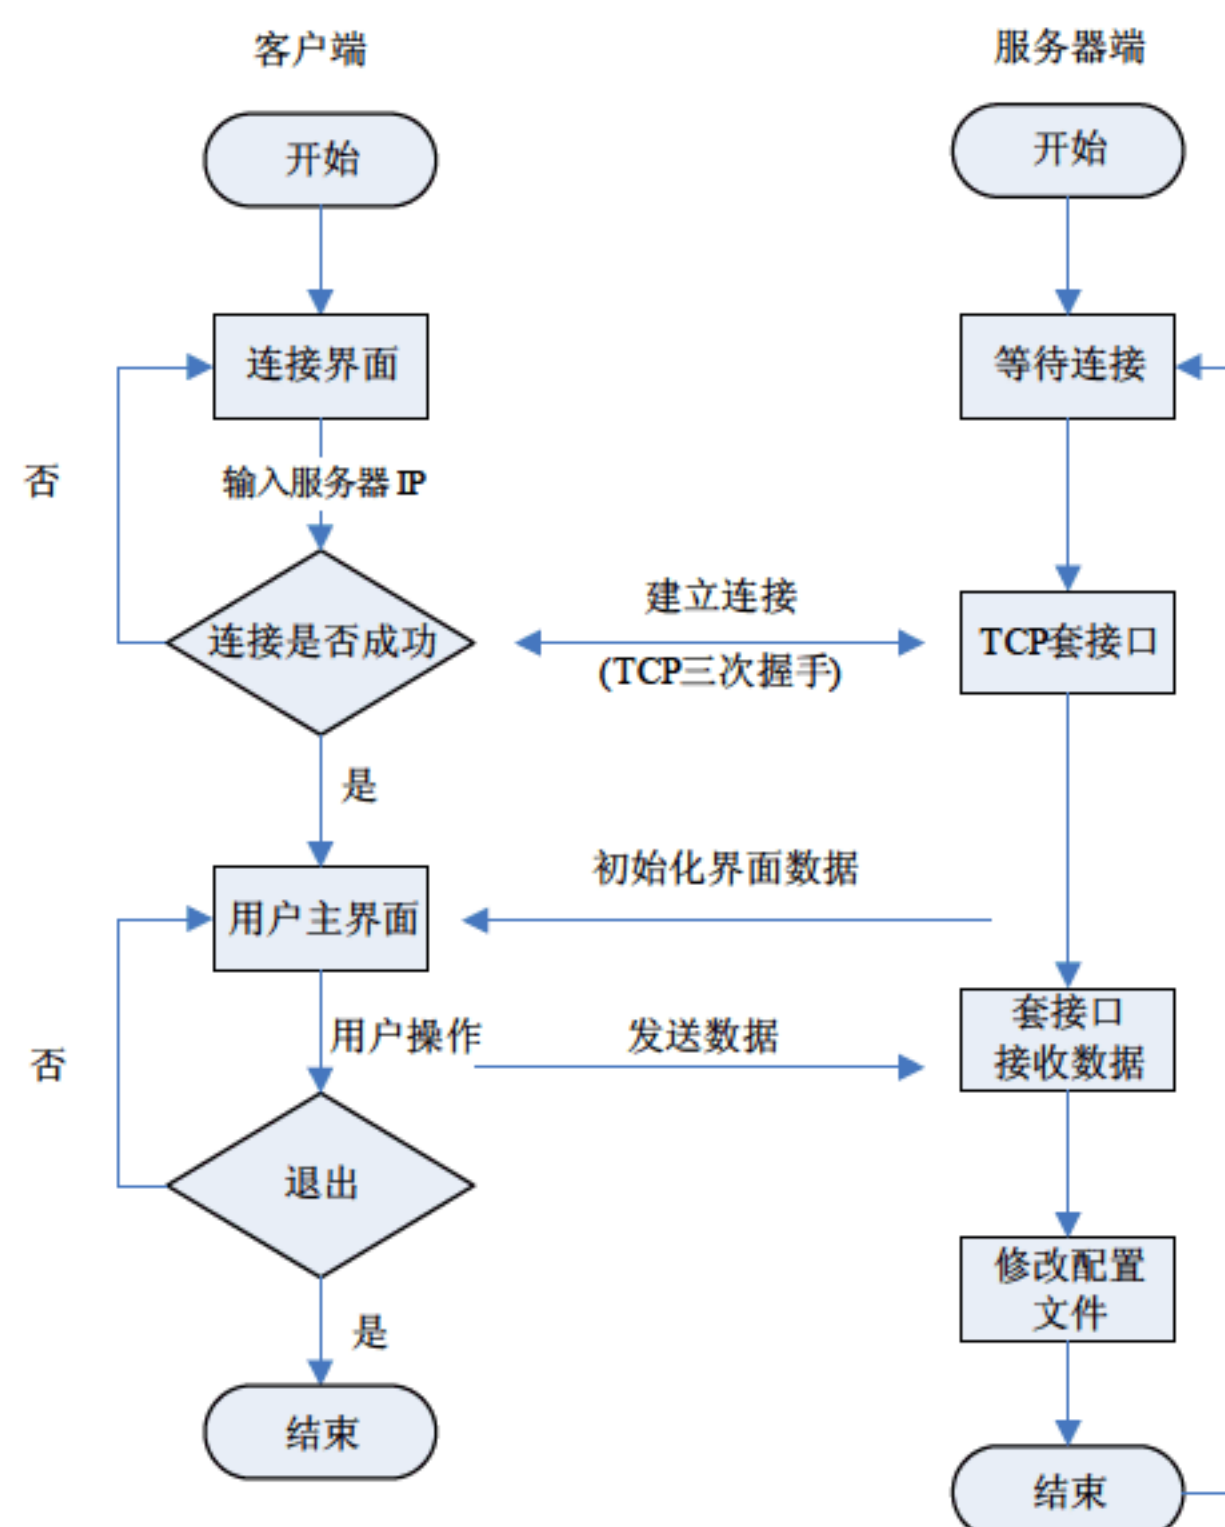 客户端
服务器端
开始
开始
连接界面
等待连接
否
输入服务器 IP
建立连接
连接是否成功
(TCP三次握手)
TCP套接口
是
初始化界面数据
用户主界面
套接口
接收数据
用户操作
发送数据
否
退出
修改配置
文件
是
结束
结束